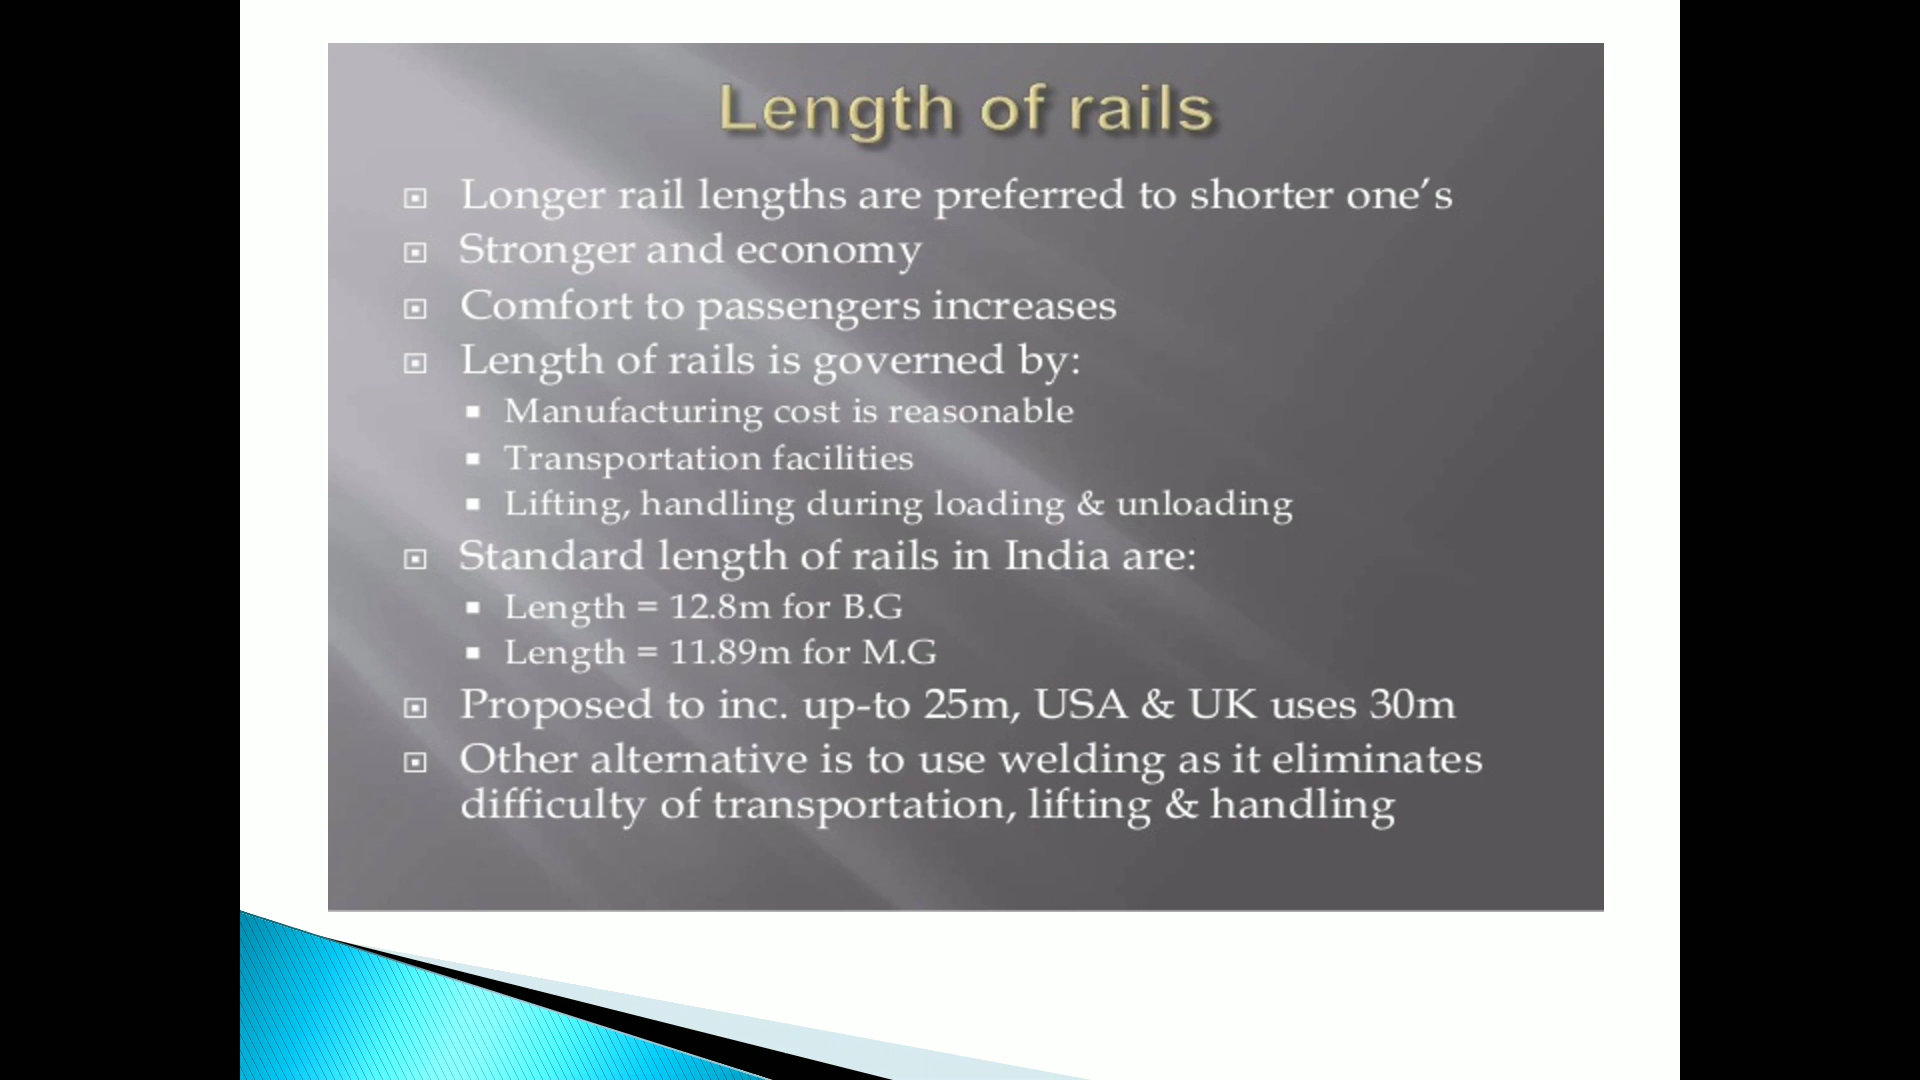 Length of rails
Longer rail lengths are preferred to shorter one’s
Stronger and economy
Comfort to passengers increases
Length of rails is governed by:
Manufacturing cost is reasonable
Transportation facilities
Lifting, handling during loading & unloading
Standard length of rails in India are:
Length = 12.8m for B.G
Length = 11.89m for M.G
Proposed to inc. up-to 25m, USA & UK uses 30m
Other alternative is to use welding as it eliminates
difficulty of transportation, lifting & handling